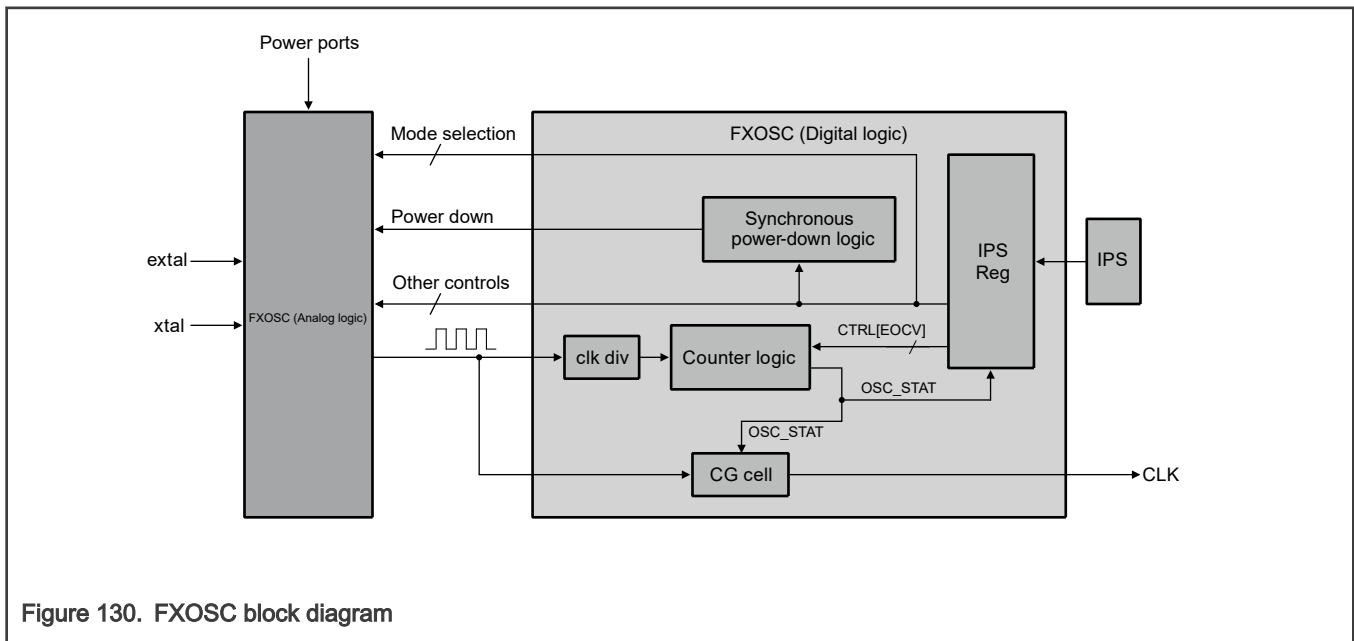 Power ports
Mode selection
FXOSC (Digital logic)
Power down
Synchronous
power-down logic
IPS
Reg
IPS
extal
Other controls
xtal
FXOSC (Analog logic)
CTRL[EOCV]
clk div
Counter logic
OSC_STAT
OSC_STAT
CG cell
CLK
Figure 130. FXOSC block diagram